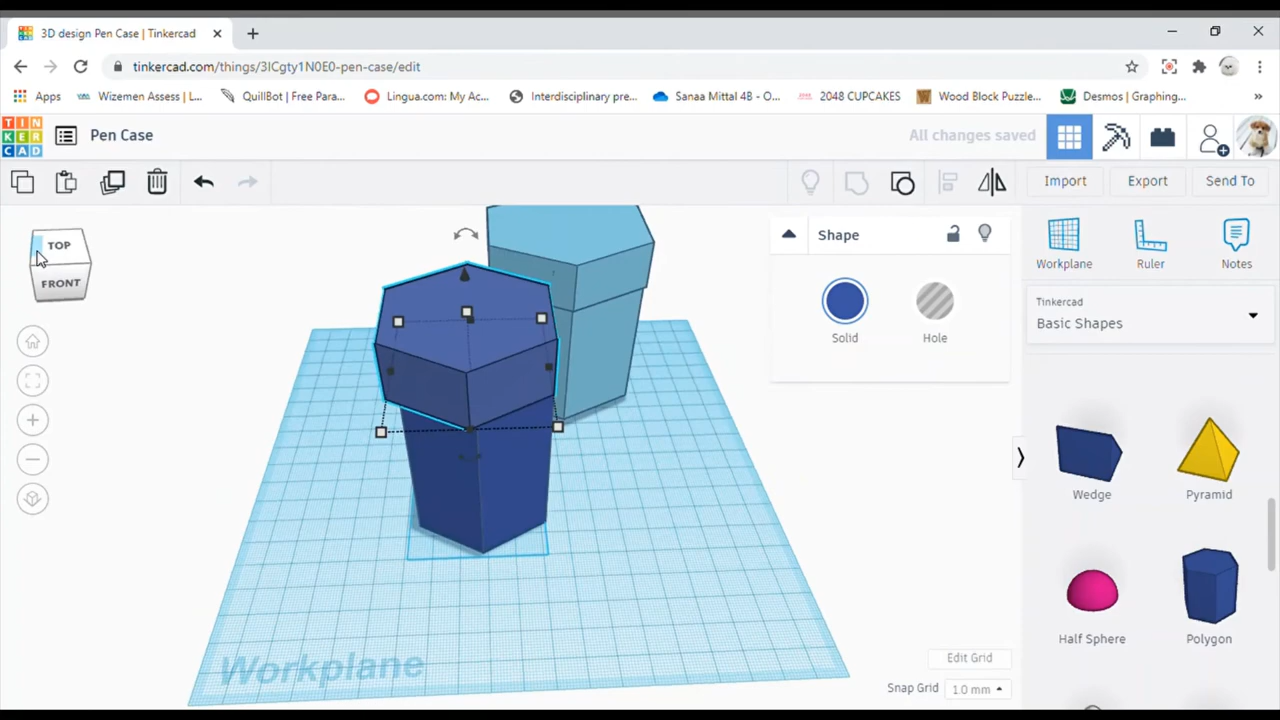 3D design Pen Case | Tinkercad
tinkercad.com/things/3ICgty1N0E0-pen-case/edit
Apps
Wizemen Assess | L...
QuillBot | Free Para...
Lingua.com: My Ac...
Interdisciplinary pre...
Sanaa Mittal 4B - O...
2048 CUPCAKES
Wood Block Puzzle...
Desmos | Graphing...
»
TIN
KER
CAD
Pen Case
All changes saved
Import
Export
Send To
TOP
FRONT
Shape
Solid
Hole
Workplane
Ruler
Notes
Tinkercad
Basic Shapes
Wedge
Pyramid
Half Sphere
Polygon
Workplane
Edit Grid
Snap Grid
1.0 mm